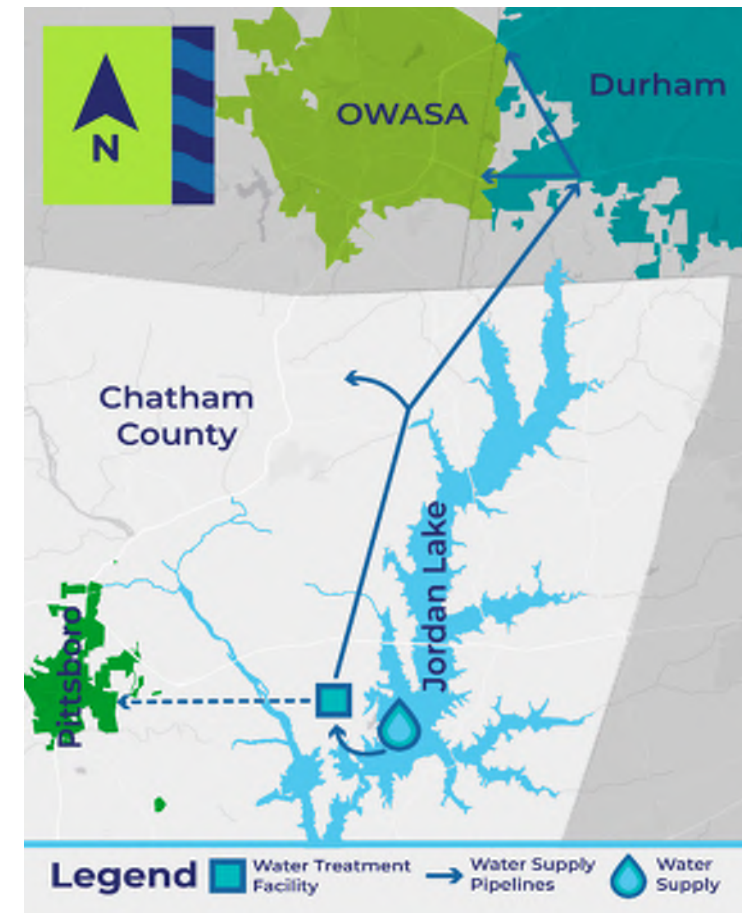 N
OWASA
Durham
Chatham
County
Jordan Lake
Pittsboro
Legend
Water Treatment
Facility
Water Supply
Pipelines
Water
Supply